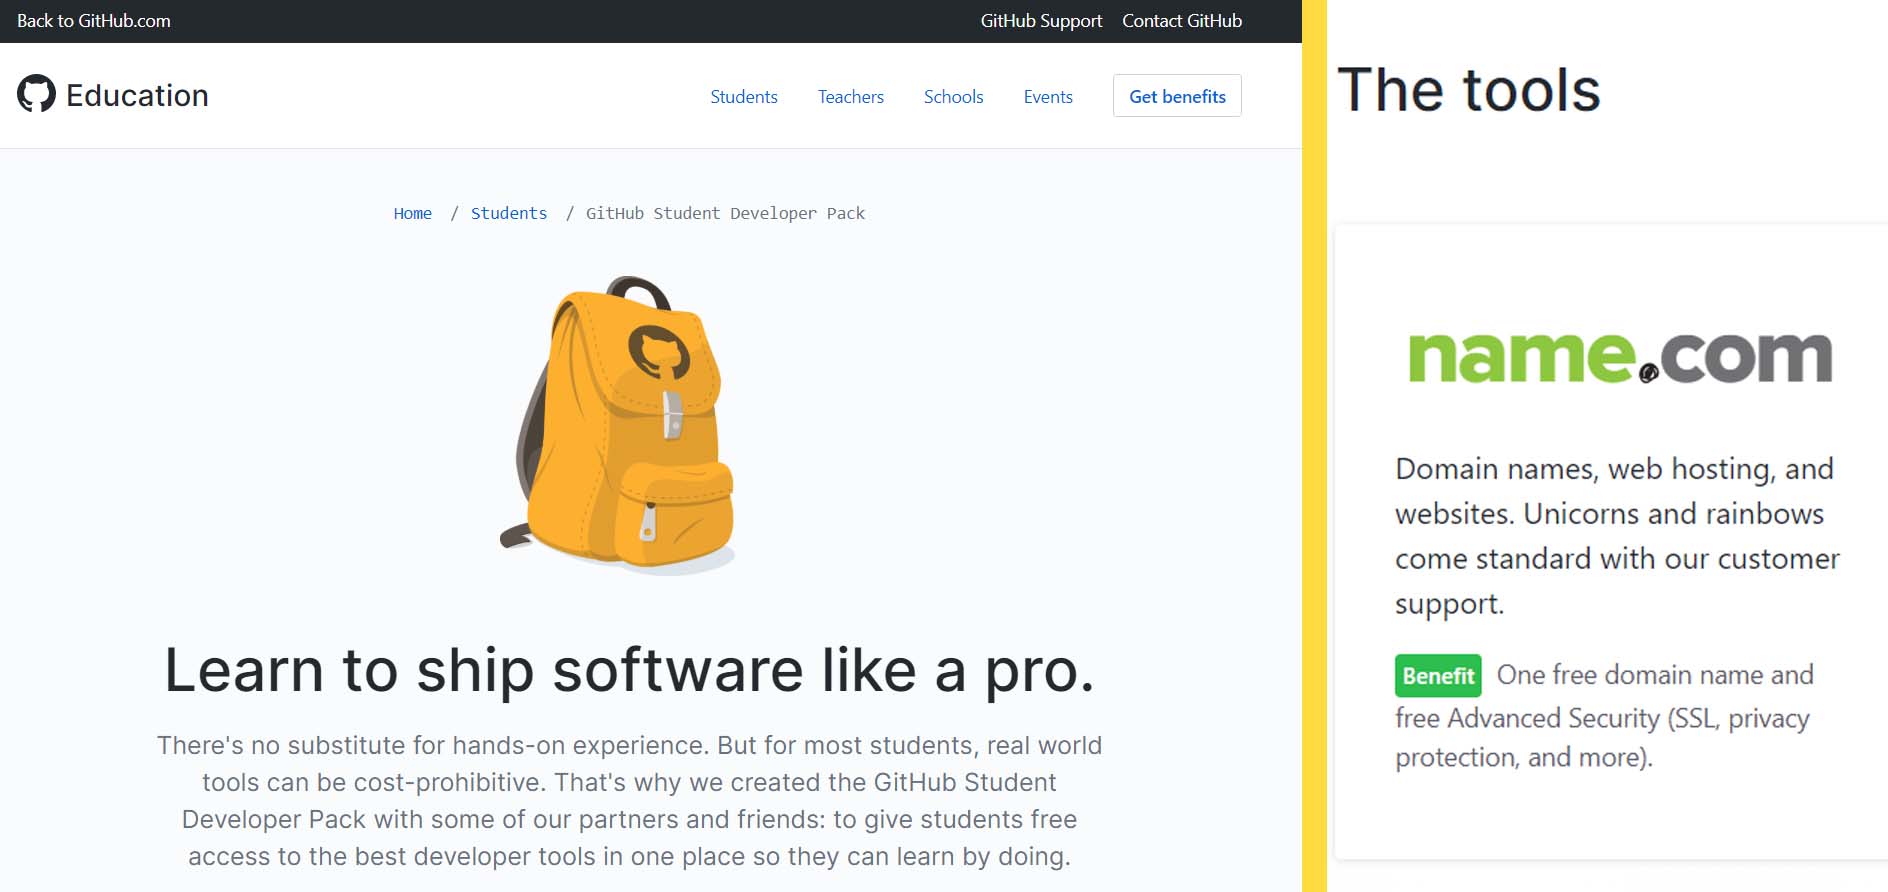 Back to GitHub.com
GitHub Support Contact GitHub
Education
Students Teachers Schools Events Get benefits
Home / Students / GitHub Student Developer Pack
Learn to ship software like a pro.
There's no substitute for hands-on experience. But for most students, real world
tools can be cost-prohibitive. That's why we created the GitHub Student
Developer Pack with some of our partners and friends: to give students free
access to the best developer tools in one place so they can learn by doing.
The tools
name.com
Domain names, web hosting, and
websites. Unicorns and rainbows
come standard with our customer
support.
Benefit One free domain name and
free Advanced Security (SSL, privacy
protection, and more).